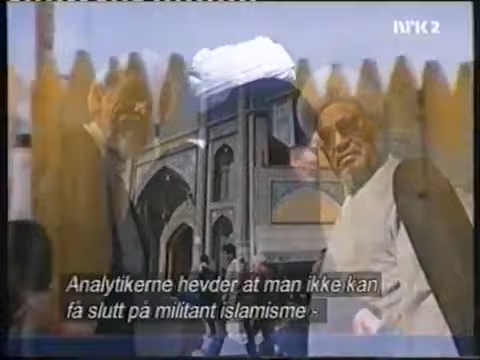 NRK2
Analytikerne hevder at man ikke kan
få slutt på militant islamisme -